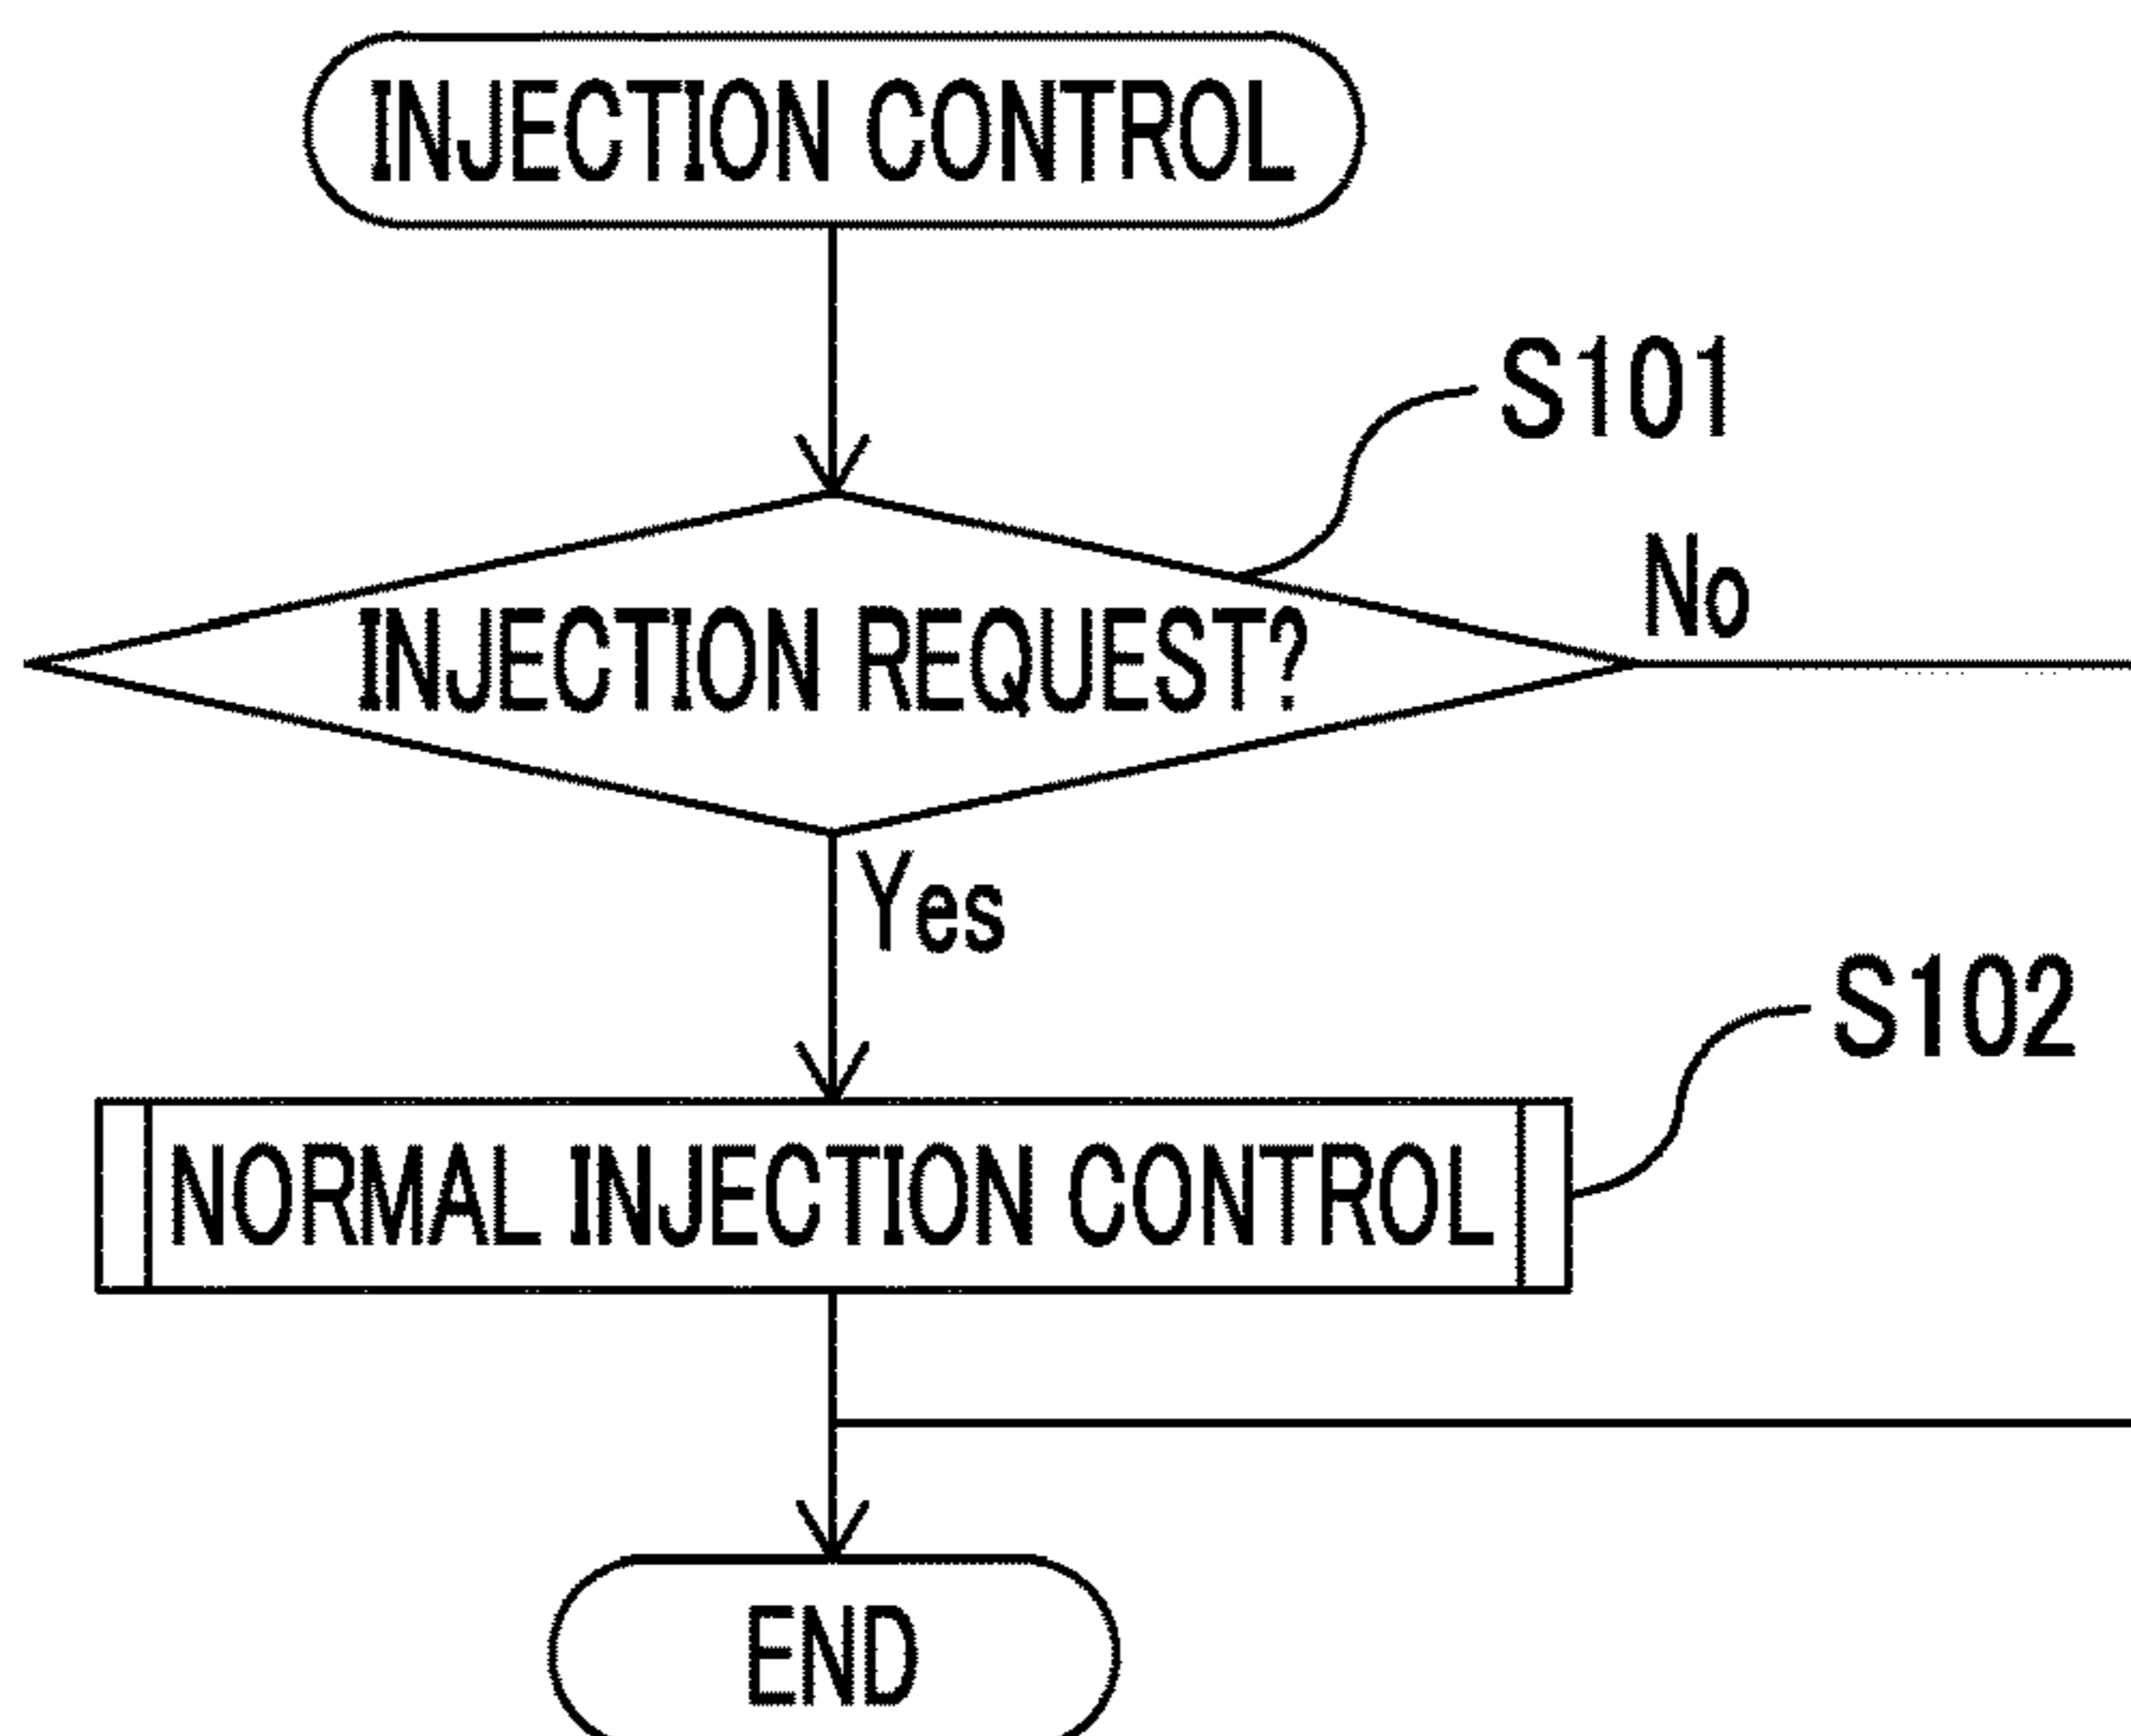 INJECTION CONTROL
S101
No
INJECTION REQUEST?
Yes
S102
NORMAL INJECTION CONTROL
END